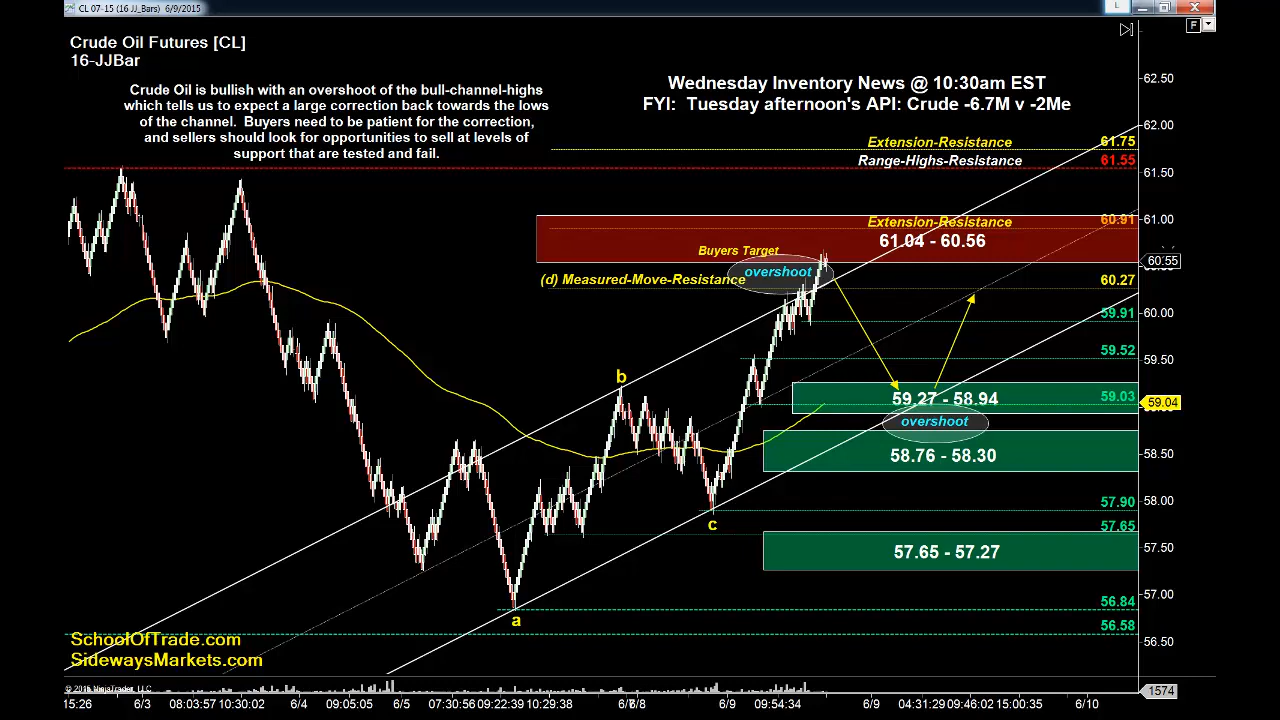 CL 07-15 (16 JJ_Bars) 6/9/2015
L
F
Crude Oil Futures [CL]
16-JJBar
Crude Oil is bullish with an overshoot of the bull-channel-highs
which tells us to expect a large correction back towards the lows
of the channel. Buyers need to be patient for the correction,
and sellers should look for opportunities to sell at levels of
support that are tested and fail.
Wednesday Inventory News @ 10:30am EST
FYI: Tuesday afternoon's API: Crude -6.7M v -2Me
62.50
62.00
Extension-Resistance 61.75
Range-Highs-Resistance 61.55
61.50
61.00
Extension-Resistance 60.91
61.04 - 60.56
Buyers Target
60.55
overshoot
(d) Measured-Move-Resistance 60.27
60.00
59.91
59.52
59.50
b
59.27 - 58.94 59.03
59.04
overshoot
58.76 - 58.30
58.50
58.00
57.90
c
57.65
57.65 - 57.27
57.50
57.00
56.84
a
56.58
56.50
SchoolOfTrade.com
SidewaysMarkets.com
1574
15:26 6/3 08:03:57 10:30:02 6/4 09:05:05 6/5 07:30:56 09:22:39 10:29:38 6/8 6/9 09:54:34 6/9 04:31:29 09:46:02 15:00:35 6/10